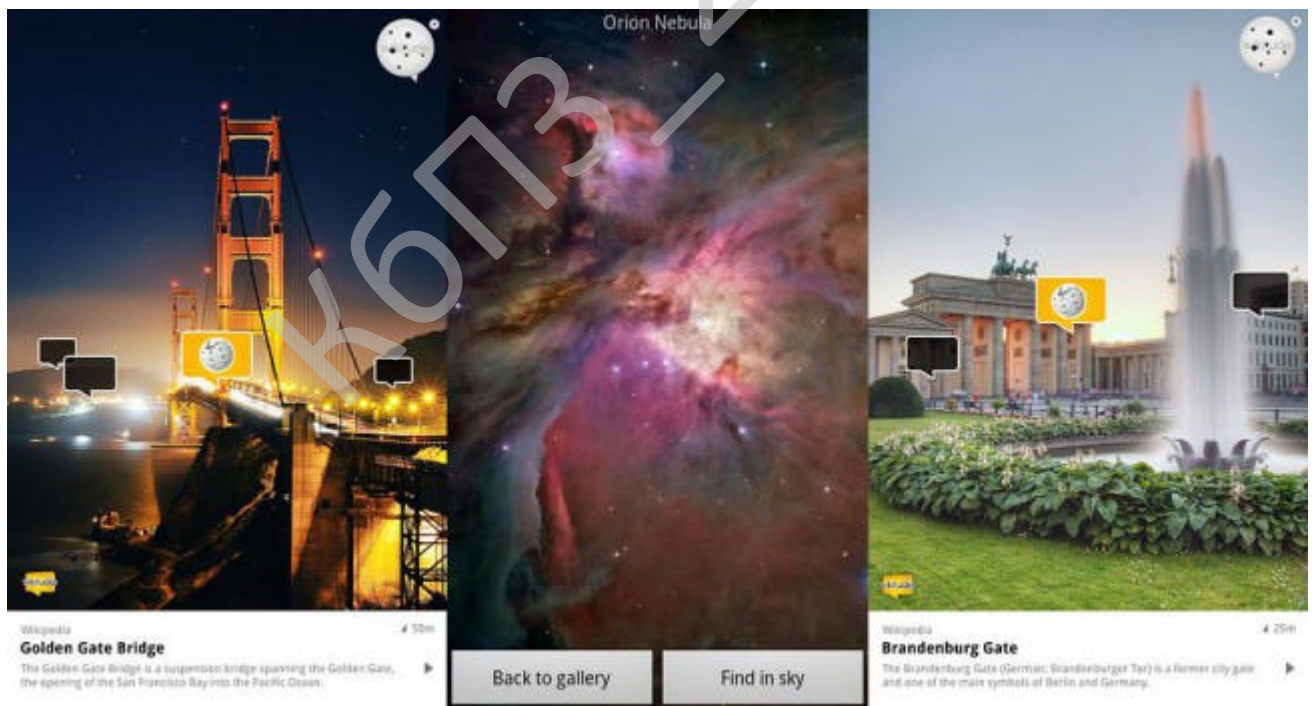 Orion Nebula
Wikipedia
50m
Golden Gate Bridge
The Golden Gate Bridge is a suspension bridge spanning the Golden Gate,
the opening of the San Francisco Bay into the Pacific Ocean.
Back to gallery
Find in sky
Wikipedia
25m
Brandenburg Gate
The Brandenburg Gate (German: Brandenburger Tor) is a former city gate
and one of the main symbols of Berlin and Germany.